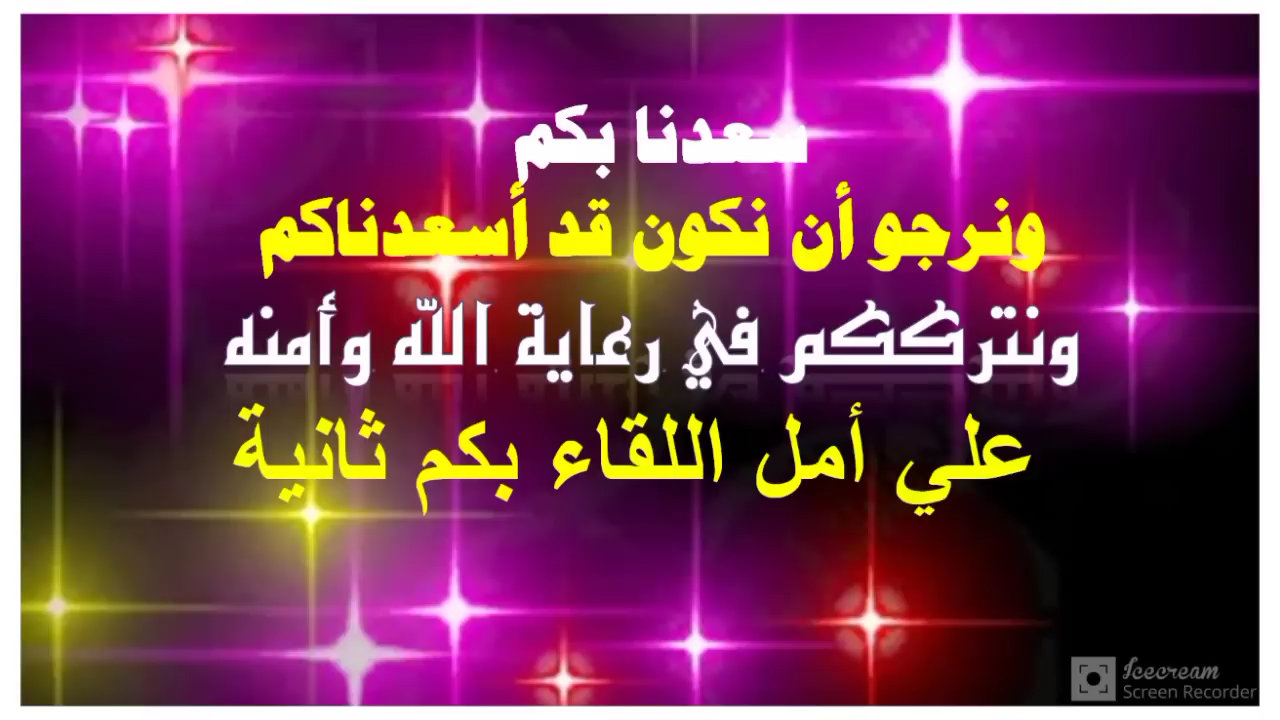 سعدنا بكم
ونرجو أن نكون قد أسعدناكم
ونترككم في رعاية الله وأمنه
علي أمل اللقاء بكم ثانية
Icecream
Screen Recorder